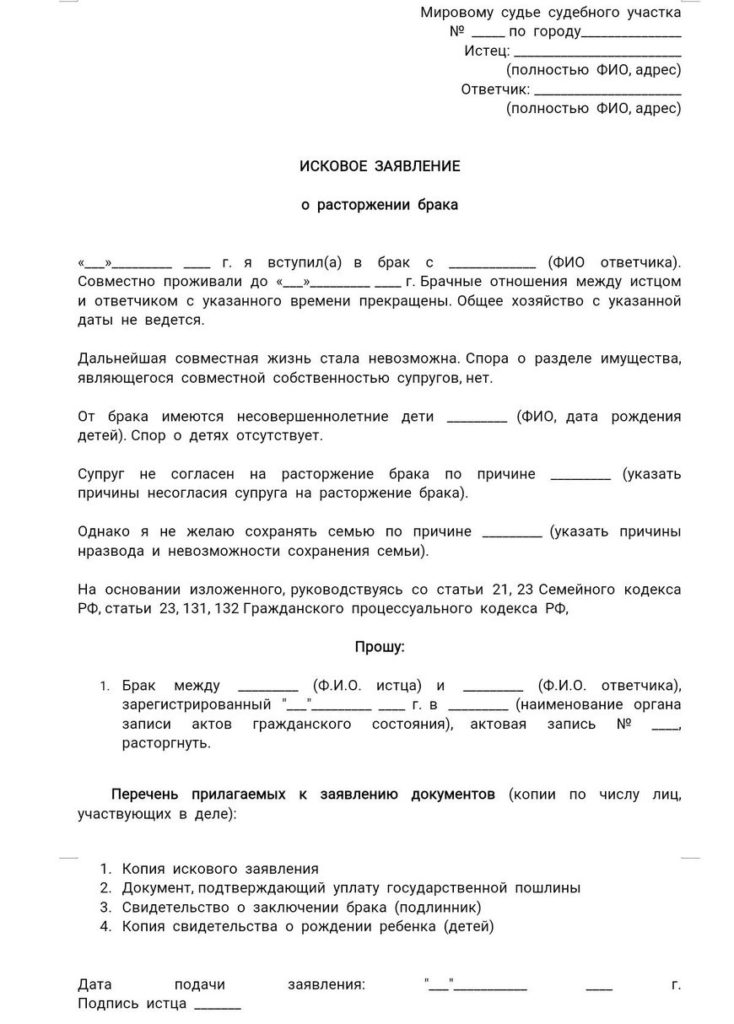 Мировому судье судебного участка
№ _____ по городу______________
Истец: _______________________
(полностью ФИО, адрес)
Ответчик: ____________________
(полностью ФИО, адрес)
ИСКОВОЕ ЗАЯВЛЕНИЕ
о расторжении брака
«___»_________ ____ г. я вступил(а) в брак с _____________ (ФИО ответчика).
Совместно проживали до «___»_________ ____ г. Брачные отношения между истцом
и ответчиком с указанного времени прекращены. Общее хозяйство с указанной
даты не ведется.
Дальнейшая совместная жизнь стала невозможна. Спора о разделе имущества,
являющегося совместной собственностью супругов, нет.
От брака имеются несовершеннолетние дети _________ (ФИО, дата рождения
детей). Спор о детях отсутствует.
Супруг не согласен на расторжение брака по причине _________ (указать
причины несогласия супруга на расторжение брака).
Однако я не желаю сохранять семью по причине _________ (указать причины
нразвода и невозможности сохранения семьи).
На основании изложенного, руководствуясь со статьи 21, 23 Семейного кодекса
РФ, статьи 23, 131, 132 Гражданского процессуального кодекса РФ,
Прошу:
1. Брак между _________ (Ф.И.О. истца) и _________ (Ф.И.О. ответчика),
зарегистрированный "___"_________ ____ г. в _________ (наименование органа
записи актов гражданского состояния), актовая запись № ____,
расторгнуть.
Перечень прилагаемых к заявлению документов (копии по числу лиц,
участвующих в деле):
1. Копия искового заявления
2. Документ, подтверждающий уплату государственной пошлины
3. Свидетельство о заключении брака (подлинник)
4. Копия свидетельства о рождении ребенка (детей)
Дата подачи заявления: "___"___________ ____ г.
Подпись истца _______